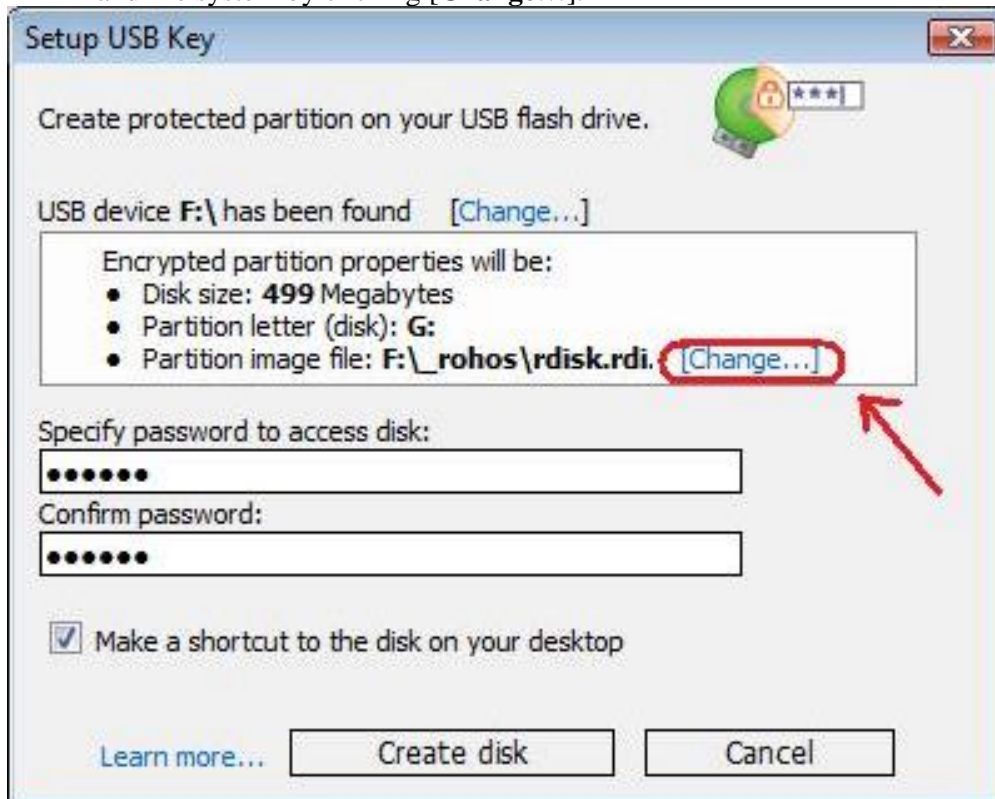 Setup USB Key
***
Create protected partition on your USB flash drive.
USB device F:\ has been found [Change...]
Encrypted partition properties will be:
• Disk size: 499 Megabytes
• Partition letter (disk): G:
• Partition image file: F:\_rohos\rdisk.rdi. [Change...]
Specify password to access disk:
••••••
Confirm password:
••••••
Make a shortcut to the disk on your desktop
Learn more... Create disk Cancel